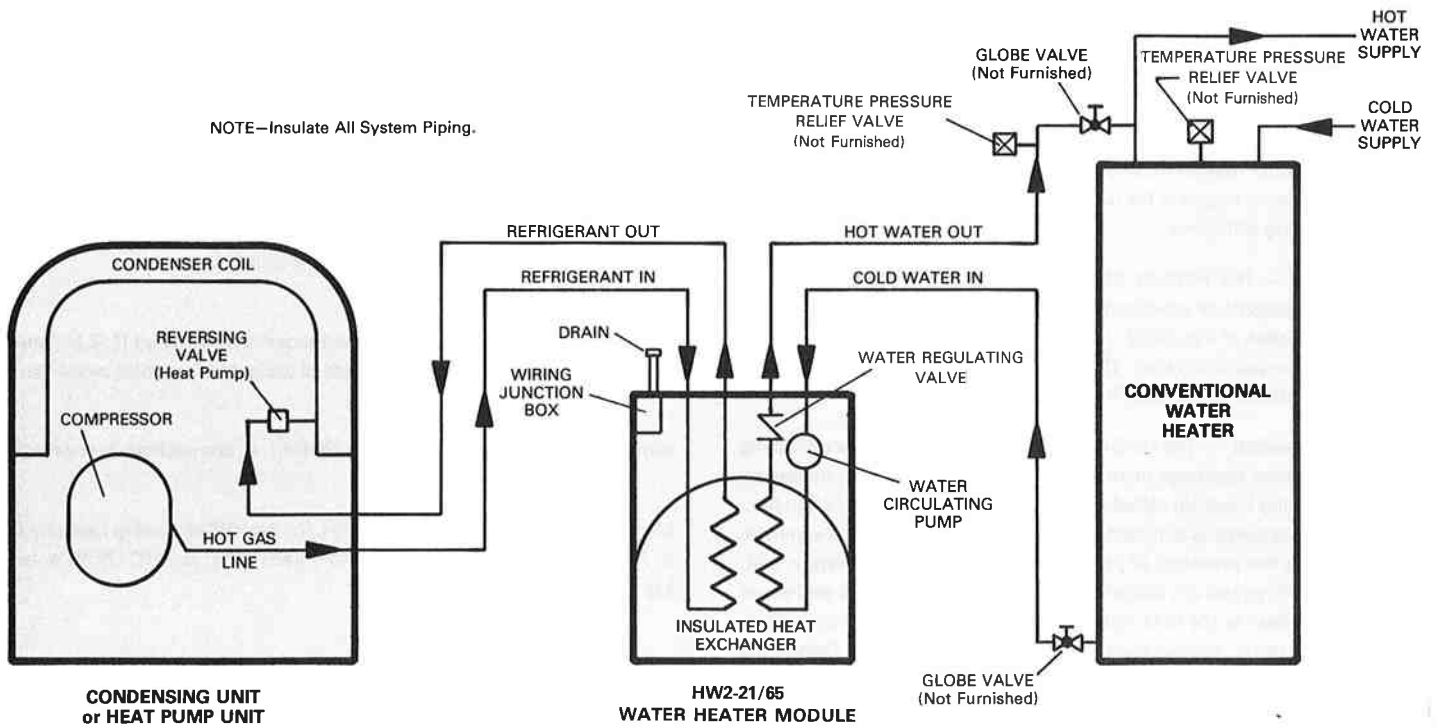 HOT
WATER
SUPPLY
GLOBE VALVE
(Not Furnished)
TEMPERATURE PRESSURE
RELIEF VALVE
(Not Furnished)
TEMPERATURE PRESSURE
RELIEF VALVE
(Not Furnished)
COLD
WATER
SUPPLY
NOTE—Insulate All System Piping.
REFRIGERANT OUT
HOT WATER OUT
CONDENSER COIL
REFRIGERANT IN
COLD WATER IN
REVERSING
VALVE
(Heat Pump)
DRAIN
WATER REGULATING
VALVE
WIRING
JUNCTION
BOX
CONVENTIONAL
WATER
HEATER
COMPRESSOR
WATER
CIRCULATING
PUMP
HOT GAS
LINE
INSULATED HEAT
EXCHANGER
GLOBE VALVE
(Not Furnished)
CONDENSING UNIT
or HEAT PUMP UNIT
HW2-21/65
WATER HEATER MODULE